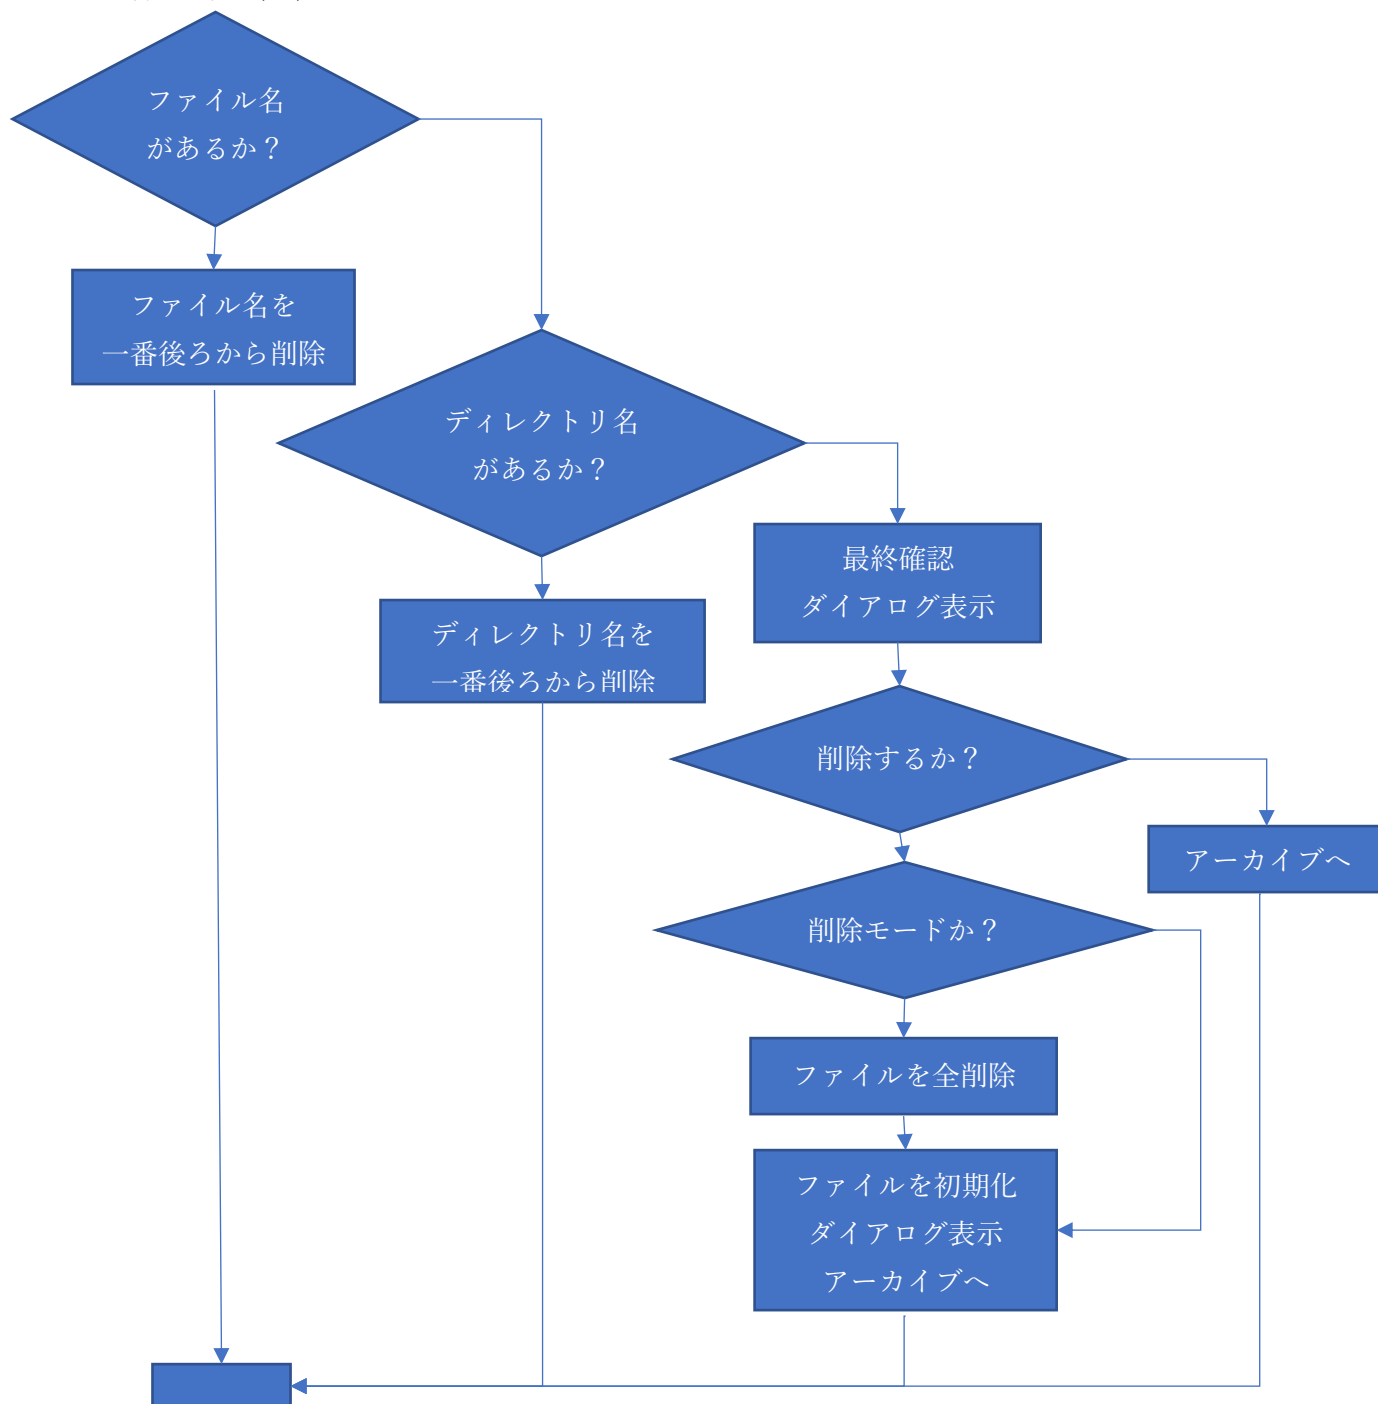 ファイル名
があるか？
ファイル名を
一番後ろから削除
ディレクトリ名
があるか？
ディレクトリ名を
一番後ろから削除
最終確認
ダイアログ表示
削除するか？
アーカイブへ
削除モードか？
ファイルを全削除
ファイルを初期化
ダイアログ表示
アーカイブへ